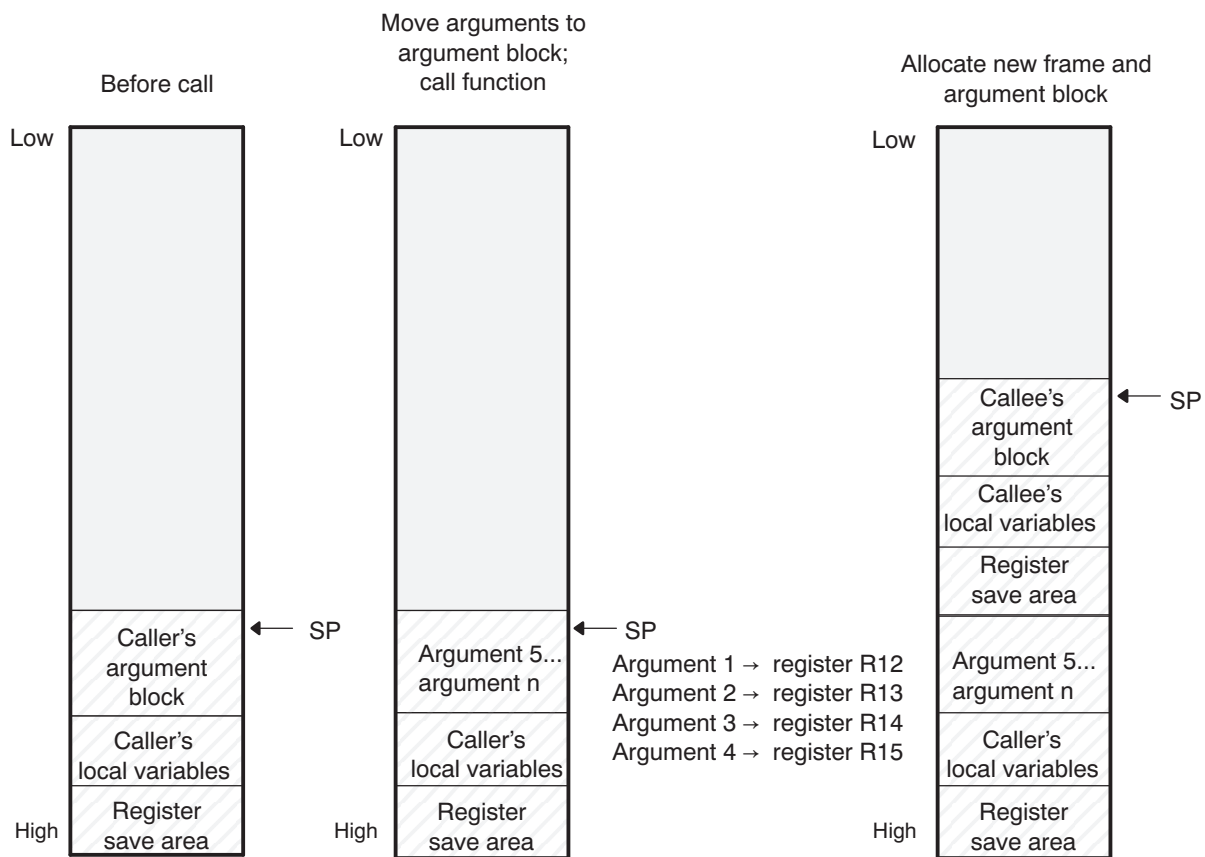 Before call
Low
Caller's
argument
block
Caller's
local variables
Register
save area
High
SP
Move arguments to
argument block;
call function
Low
Argument 5...
argument n
Caller's
local variables
Register
save area
High
SP
Argument 1 → register R12
Argument 2 → register R13
Argument 3 → register R14
Argument 4 → register R15
Allocate new frame and
argument block
Low
Callee's
argument
block
Callee's
local variables
Register
save area
Argument 5...
argument n
Caller's
local variables
Register
save area
High
SP